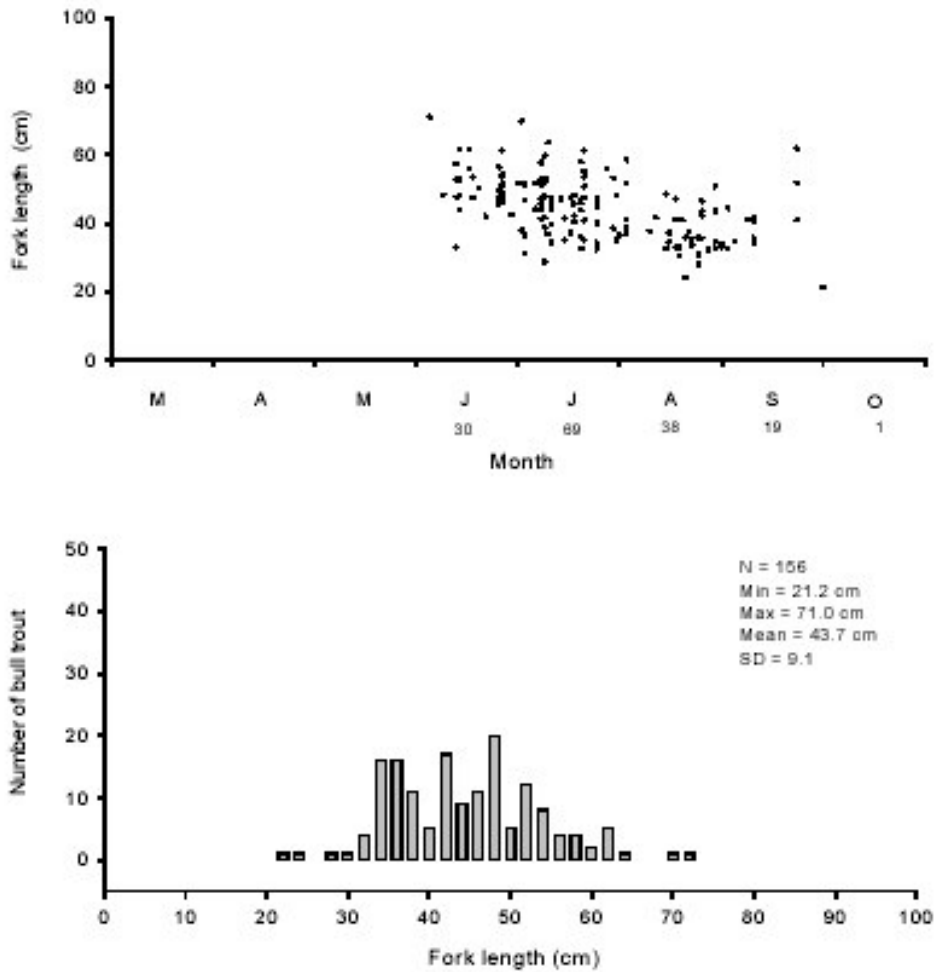 100
80
60
40
20
0
Fork length (cm)
M A M J J A S O
30 69 38 19 1
Month
50
40
30
20
10
0
Number of bull trout
N = 156
Min = 21.2 cm
Max = 71.0 cm
Mean = 43.7 cm
SD = 9.1
0 10 20 30 40 50 60 70 80 90 100
Fork length (cm)